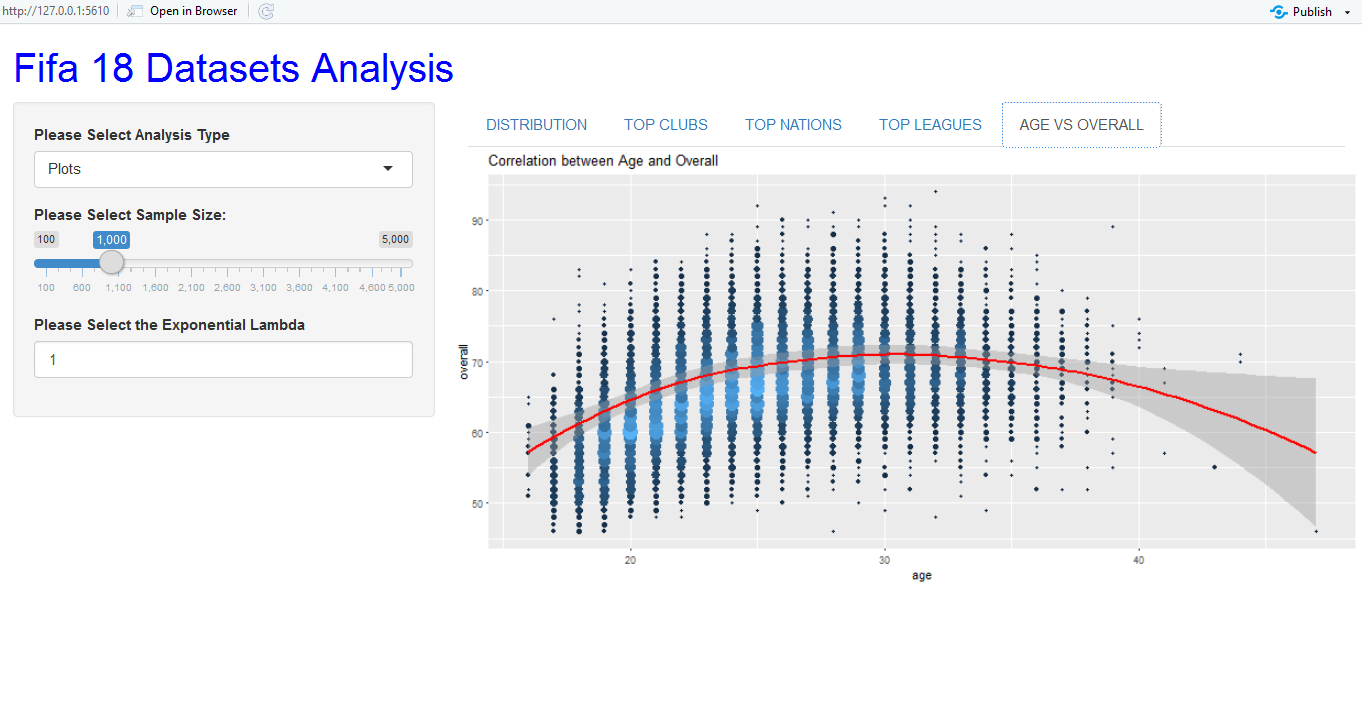 http://127.0.0.1:5610 Open in Browser Publish
Fifa 18 Datasets Analysis
Please Select Analysis Type
Plots
Please Select Sample Size:
100 1,000 5,000
100 600 1,100 1,600 2,100 2,600 3,100 3,600 4,100 4,600 5,000
Please Select the Exponential Lambda
1
DISTRIBUTION TOP CLUBS TOP NATIONS TOP LEAGUES AGE VS OVERALL
Correlation between Age and Overall
overall
90
80
70
60
50
20 30 40
age